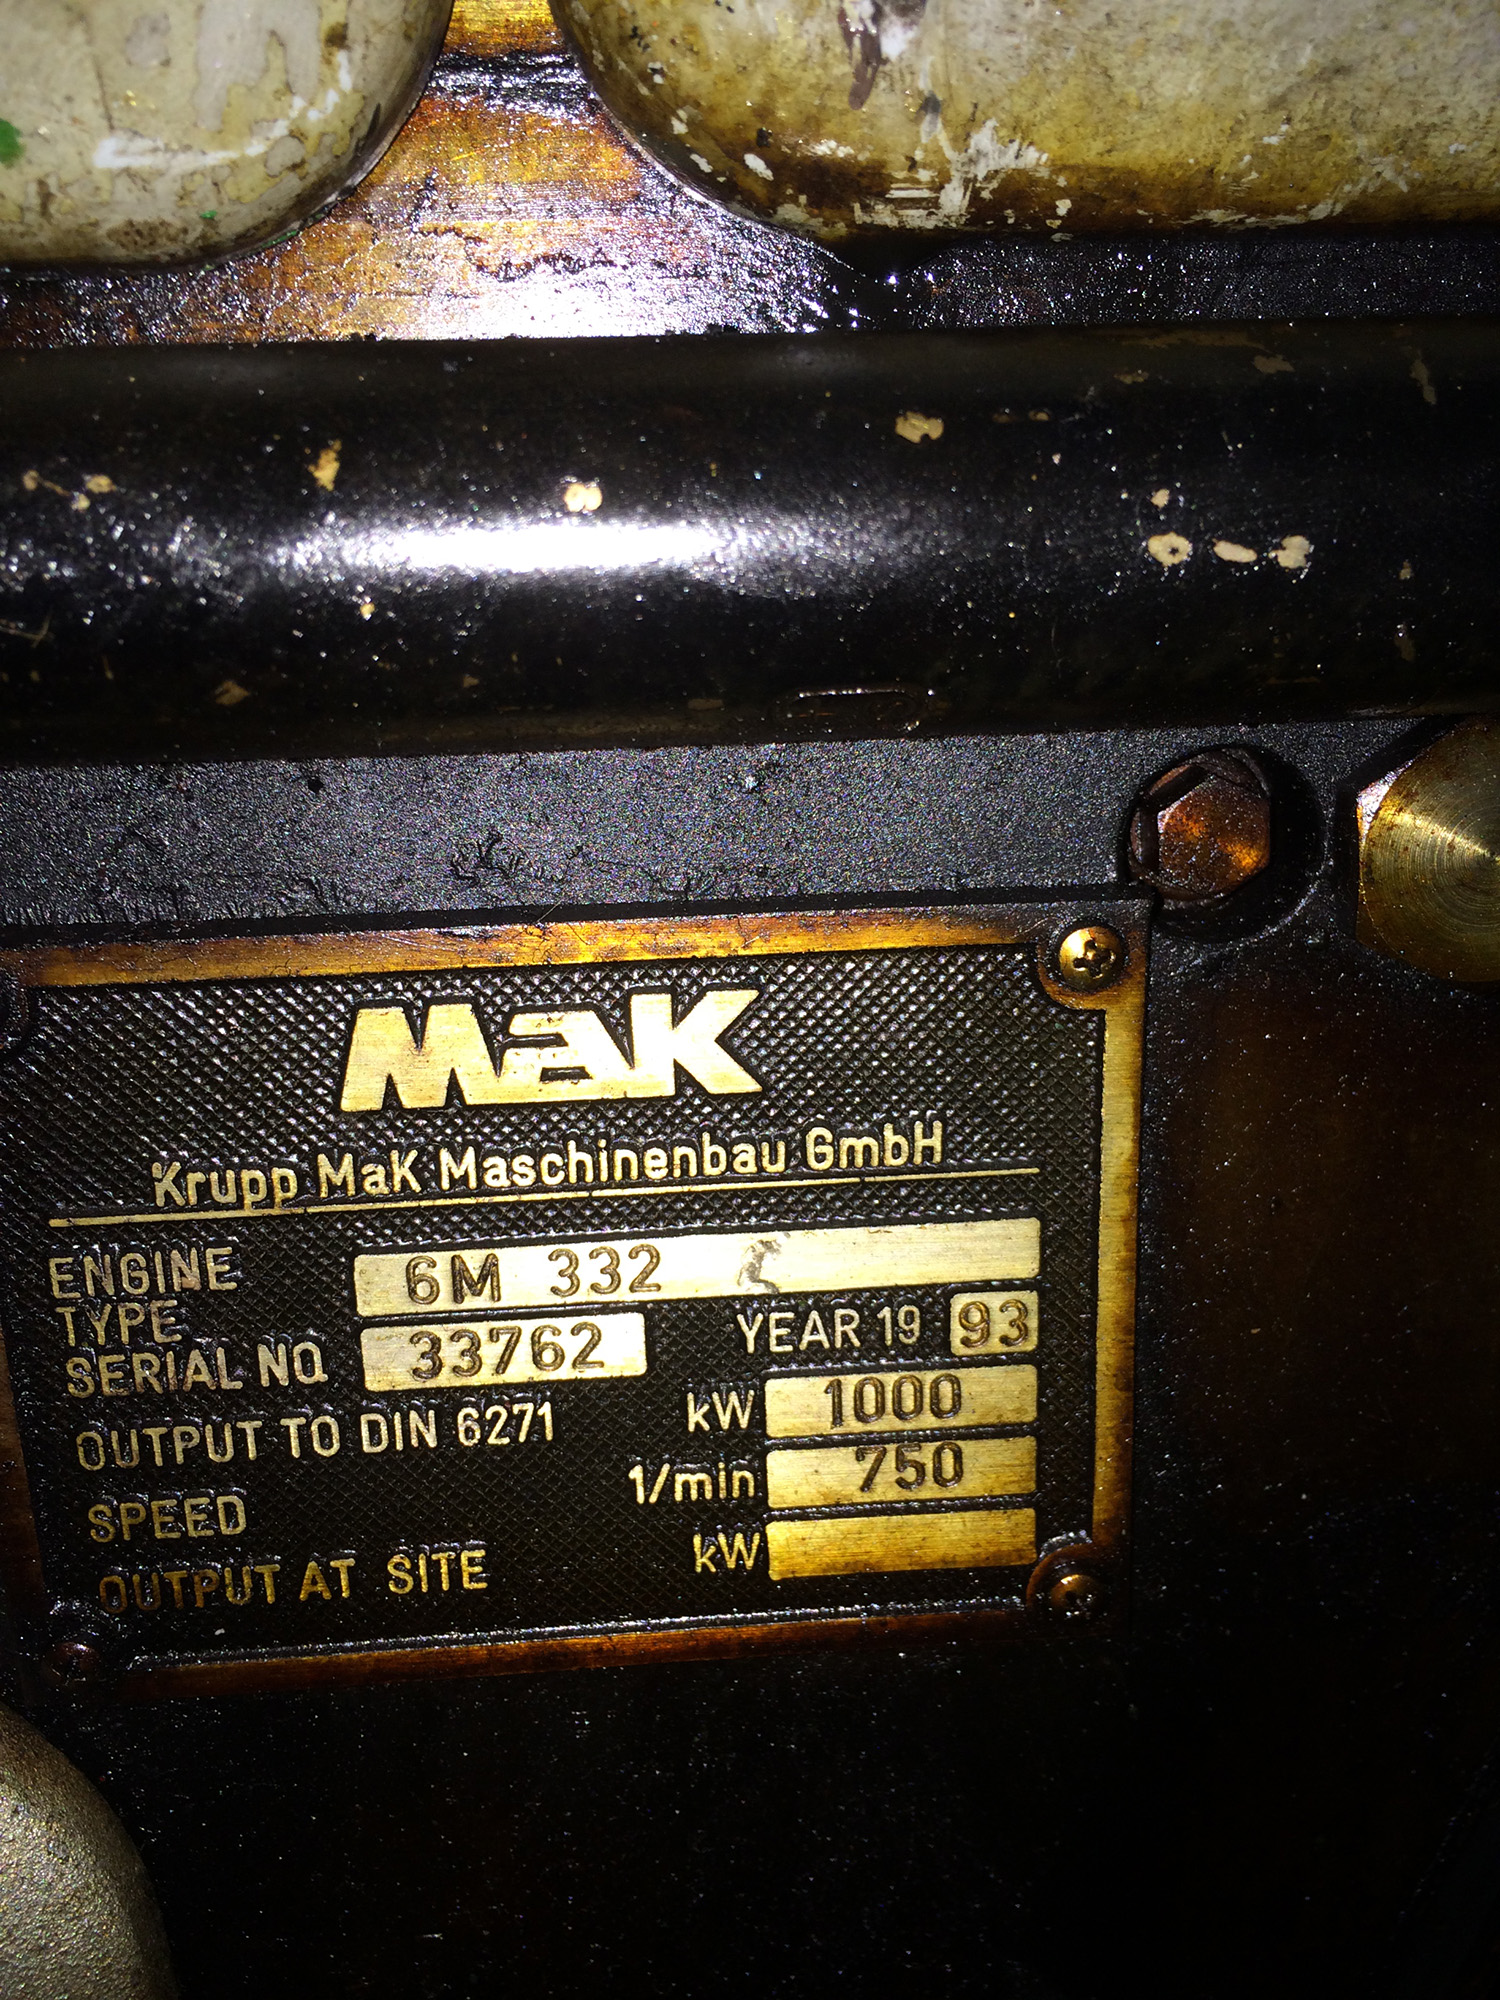 MaK
Krupp MaK Maschinenbau GmbH
ENGINE TYPE 6M 332 C
SERIAL NO 33762 YEAR 19 93
OUTPUT TO DIN 6271 kW 1000
SPEED 1/min 750
OUTPUT AT SITE kW